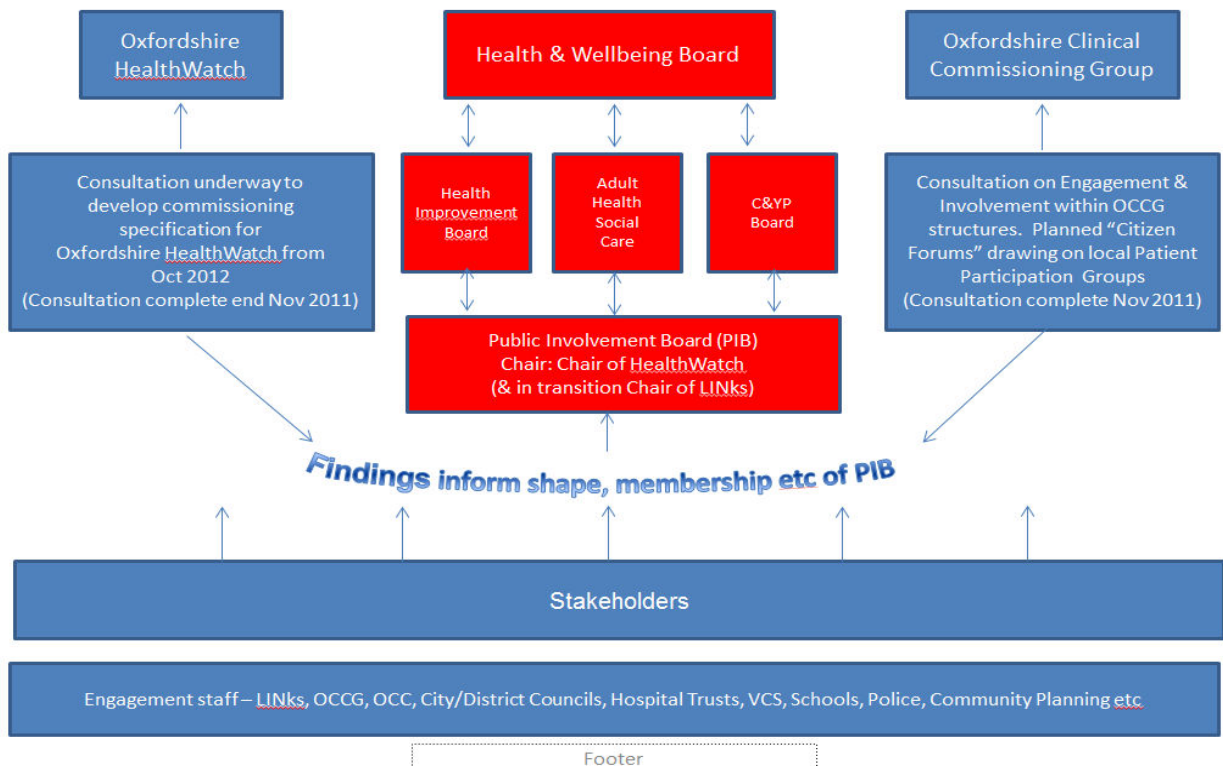 Oxfordshire
HealthWatch
Health & Wellbeing Board
Oxfordshire Clinical
Commissioning Group
Consultation underway to
develop commissioning
specification for
Oxfordshire HealthWatch from
Oct 2012
(Consultation complete end Nov 2011)
Health
Improvement
Board
Adult
Health
Social
Care
C&YP
Board
Consultation on Engagement &
Involvement within OCCG
structures. Planned “Citizen
Forums” drawing on local Patient
Participation Groups
(Consultation complete Nov 2011)
Public Involvement Board (PIB)
Chair: Chair of HealthWatch
(& in transition Chair of LINks)
Findings inform shape, membership etc of PIB
Stakeholders
Engagement staff – LINks, OCCG, OCC, City/District Councils, Hospital Trusts, VCS, Schools, Police, Community Planning etc
Footer